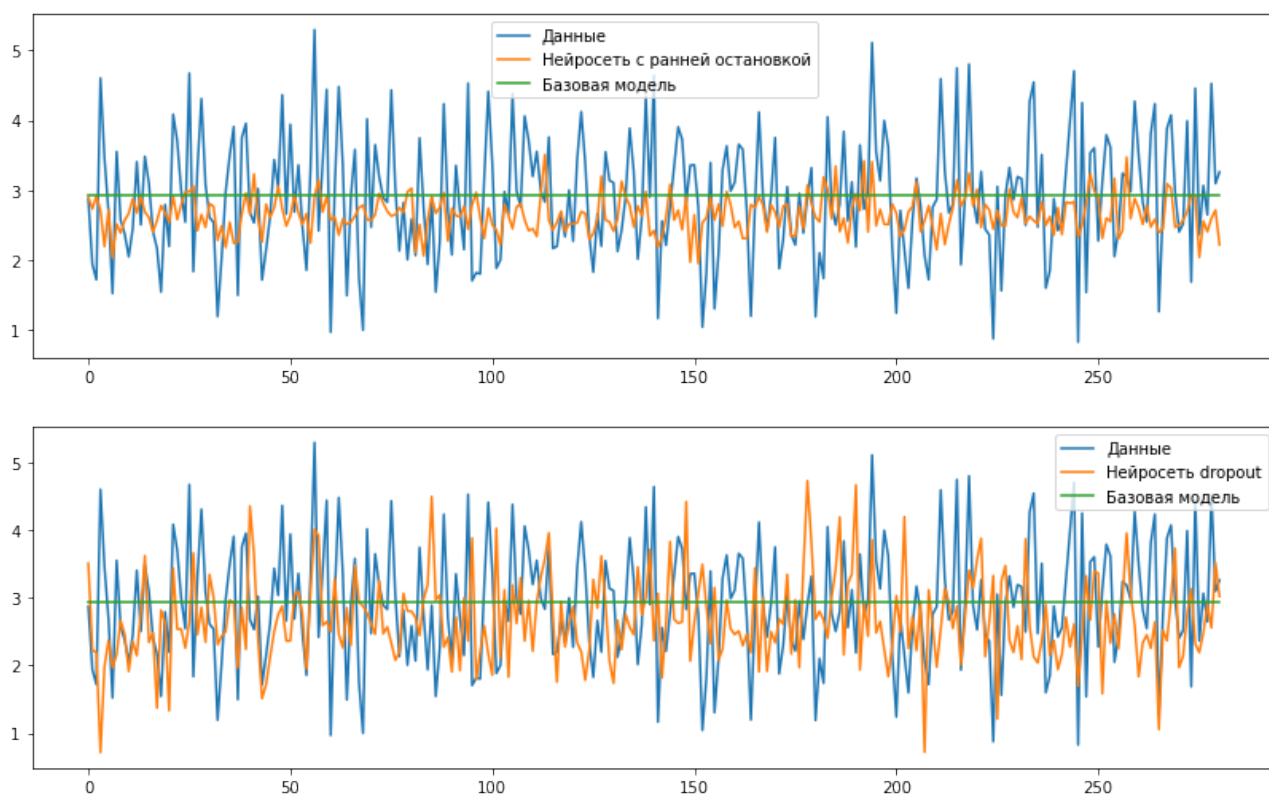 5
4
3
2
1
Данные
Нейросеть с ранней остановкой
Базовая модель
0 50 100 150 200 250
5
4
3
2
1
Данные
Нейросеть dropout
Базовая модель
0 50 100 150 200 250